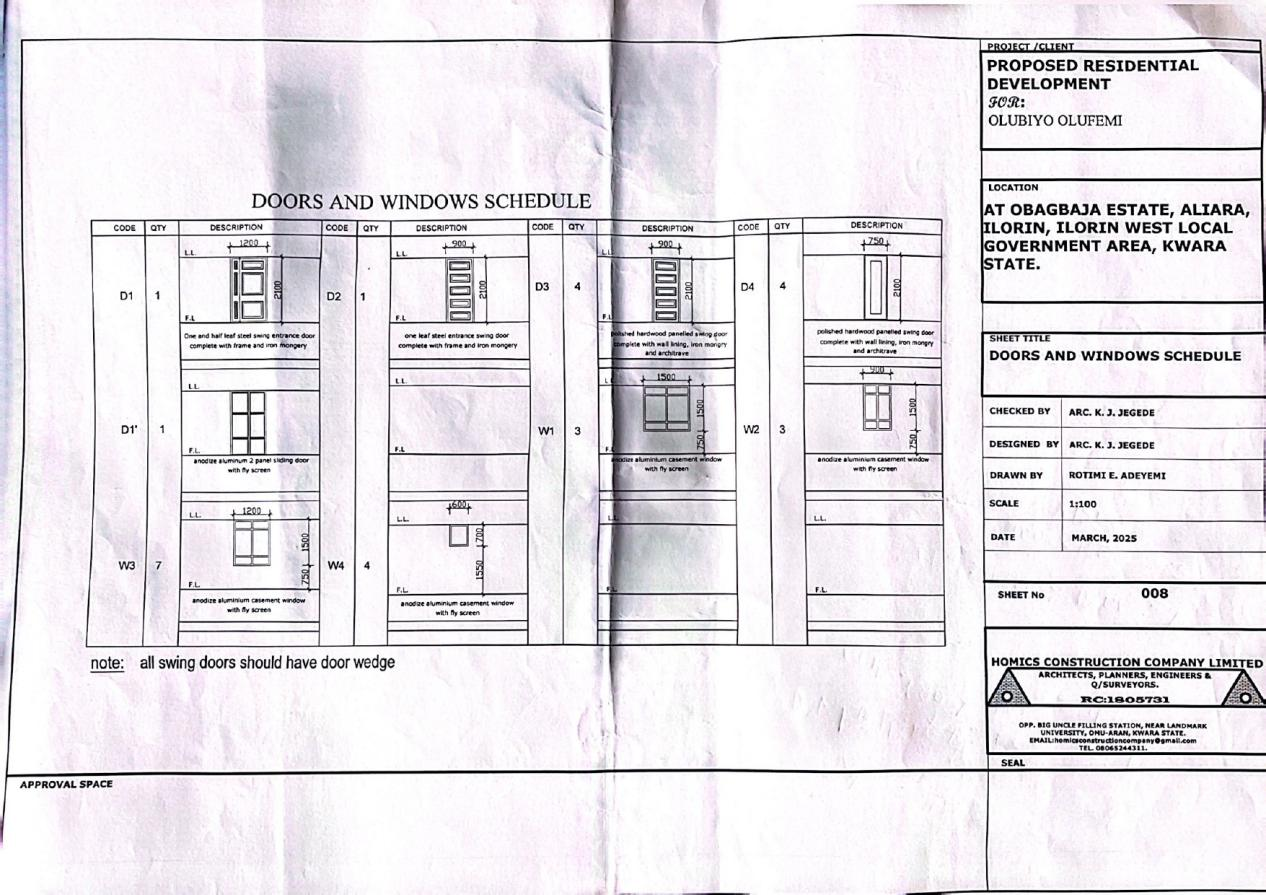 DOORS AND WINDOWS SCHEDULE
CODE QTY DESCRIPTION CODE QTY DESCRIPTION CODE QTY DESCRIPTION CODE QTY DESCRIPTION
D1 1
L.L.
1200
2100
F.L.
One and half leaf steel swing entrance door
complete with frame and iron mongery
D2 1
L.L.
900
2100
F.L.
one leaf steel entrance swing door
complete with frame and iron mongery
D3 4
L.L.
900
2100
F.L.
polished hardwood panelled swing door
complete with wall lining, iron mongry
and architrave
D4 4
750
2100
polished hardwood panelled swing door
complete with wall lining, iron mongry
and architrave
D1' 1
L.L.
F.L.
anodize aluminum 2 panel sliding door
with fly screen
L.L.
F.L.
W1 3
1500
1500
750
F.L.
anodize aluminium casement window
with fly screen
W2 3
900
1500
750
anodize aluminium casement window
with fly screen
W3 7
L.L.
1200
1500
750
F.L.
anodize aluminium casement window
with fly screen
W4 4
L.L.
600
700
1550
F.L.
anodize aluminium casement window
with fly screen
L.L.
F.L.
L.L.
F.L.
note: all swing doors should have door wedge
APPROVAL SPACE
PROJECT /CLIENT
PROPOSED RESIDENTIAL
DEVELOPMENT
FOR:
OLUBIYO OLUFEMI
LOCATION
AT OBAGBAJA ESTATE, ALIARA,
ILORIN, ILORIN WEST LOCAL
GOVERNMENT AREA, KWARA
STATE.
SHEET TITLE
DOORS AND WINDOWS SCHEDULE
CHECKED BY ARC. K. J. JEGEDE
DESIGNED BY ARC. K. J. JEGEDE
DRAWN BY ROTIMI E. ADEYEMI
SCALE 1:100
DATE MARCH, 2025
SHEET No 008
HOMICS CONSTRUCTION COMPANY LIMITED
ARCHITECTS, PLANNERS, ENGINEERS &
Q/SURVEYORS.
RC:1805731
OPP. BIG UNCLE FILLING STATION, NEAR LANDMARK
UNIVERSITY, OMU-ARAN, KWARA STATE.
EMAIL:homicsconstructioncompany@gmail.com
TEL. 08065244311.
SEAL